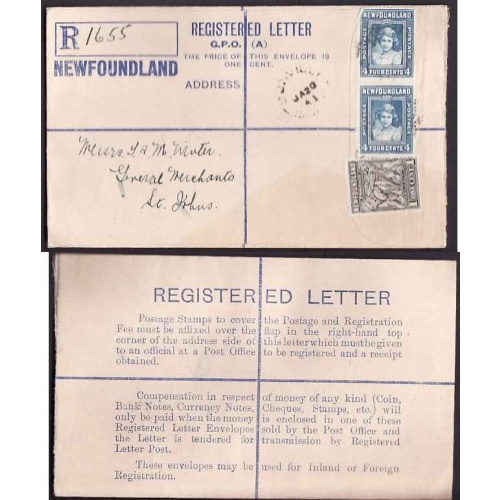 R 1655
NEWFOUNDLAND
REGISTERED LETTER
G.P.O. (A)
THE PRICE OF THIS ENVELOPE IS
ONE CENT.
ADDRESS
JA 20
41
NEWFOUNDLAND
POSTAGE POSTAGE
4 FOUR CENTS 4
NEWFOUNDLAND
POSTAGE POSTAGE
4 FOUR CENTS 4
NEWFOUNDLAND
Messrs. T & M. Winter,
General Merchants
St. Johns.
REGISTERED LETTER
Postage Stamps to cover the Postage and Registration
Fee must be affixed over the flap in the right-hand top
corner of the address side of this letter which must be given
to an official at a Post Office to be registered and a receipt
obtained.
Compensation in respect of money of any kind (Coin,
Bank Notes, Currency Notes, Cheques, Stamps, etc.) will
only be paid when the money is enclosed in one of these
Registered Letter Envelopes sold by the Post Office and
the Letter is tendered for transmission by Registered
Letter Post.
These envelopes may be used for Inland or Foreign
Registration.